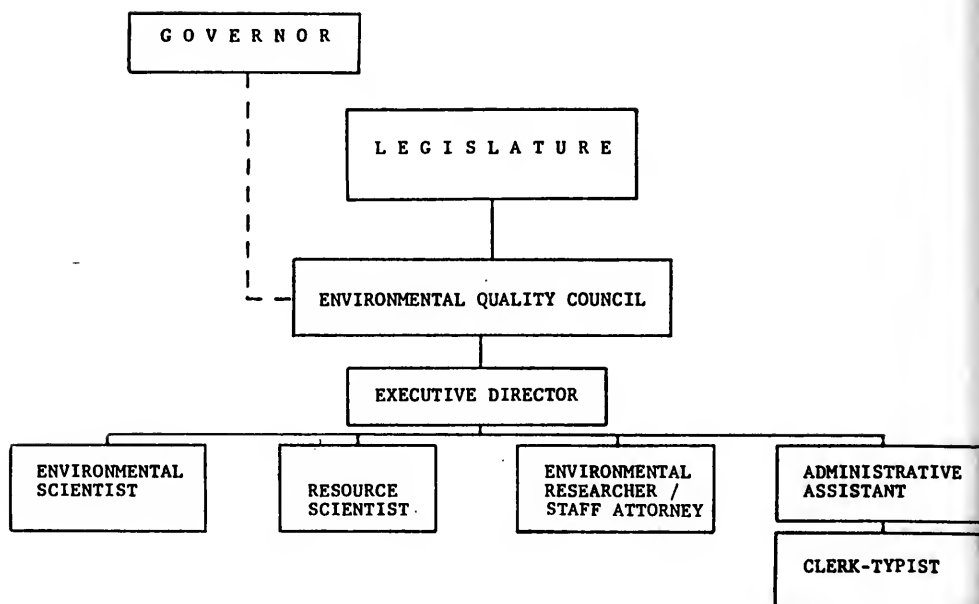 G O V E R N O R
L E G I S L A T U R E
ENVIRONMENTAL QUALITY COUNCIL
EXECUTIVE DIRECTOR
ENVIRONMENTAL
SCIENTIST
RESOURCE
SCIENTIST
ENVIRONMENTAL
RESEARCHER /
STAFF ATTORNEY
ADMINISTRATIVE
ASSISTANT
CLERK-TYPIST